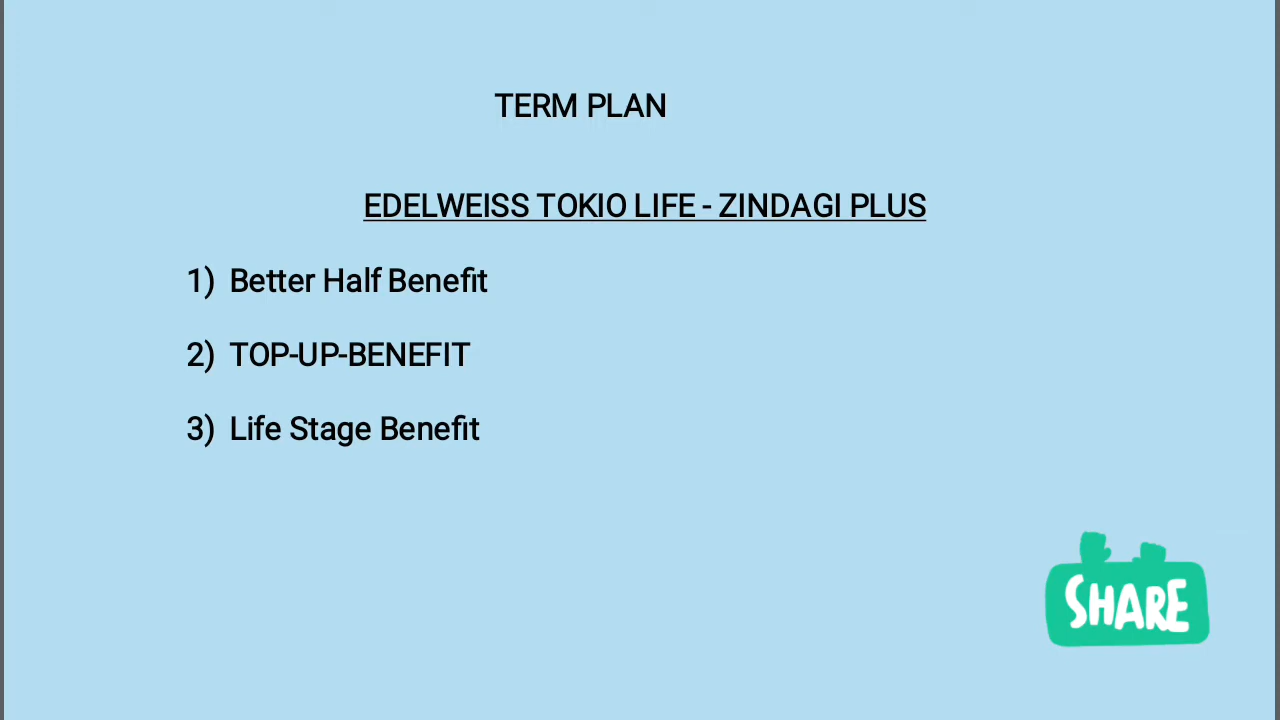 TERM PLAN
EDELWEISS TOKIO LIFE - ZINDAGI PLUS
1) Better Half Benefit
2) TOP-UP-BENEFIT
3) Life Stage Benefit
SHARE